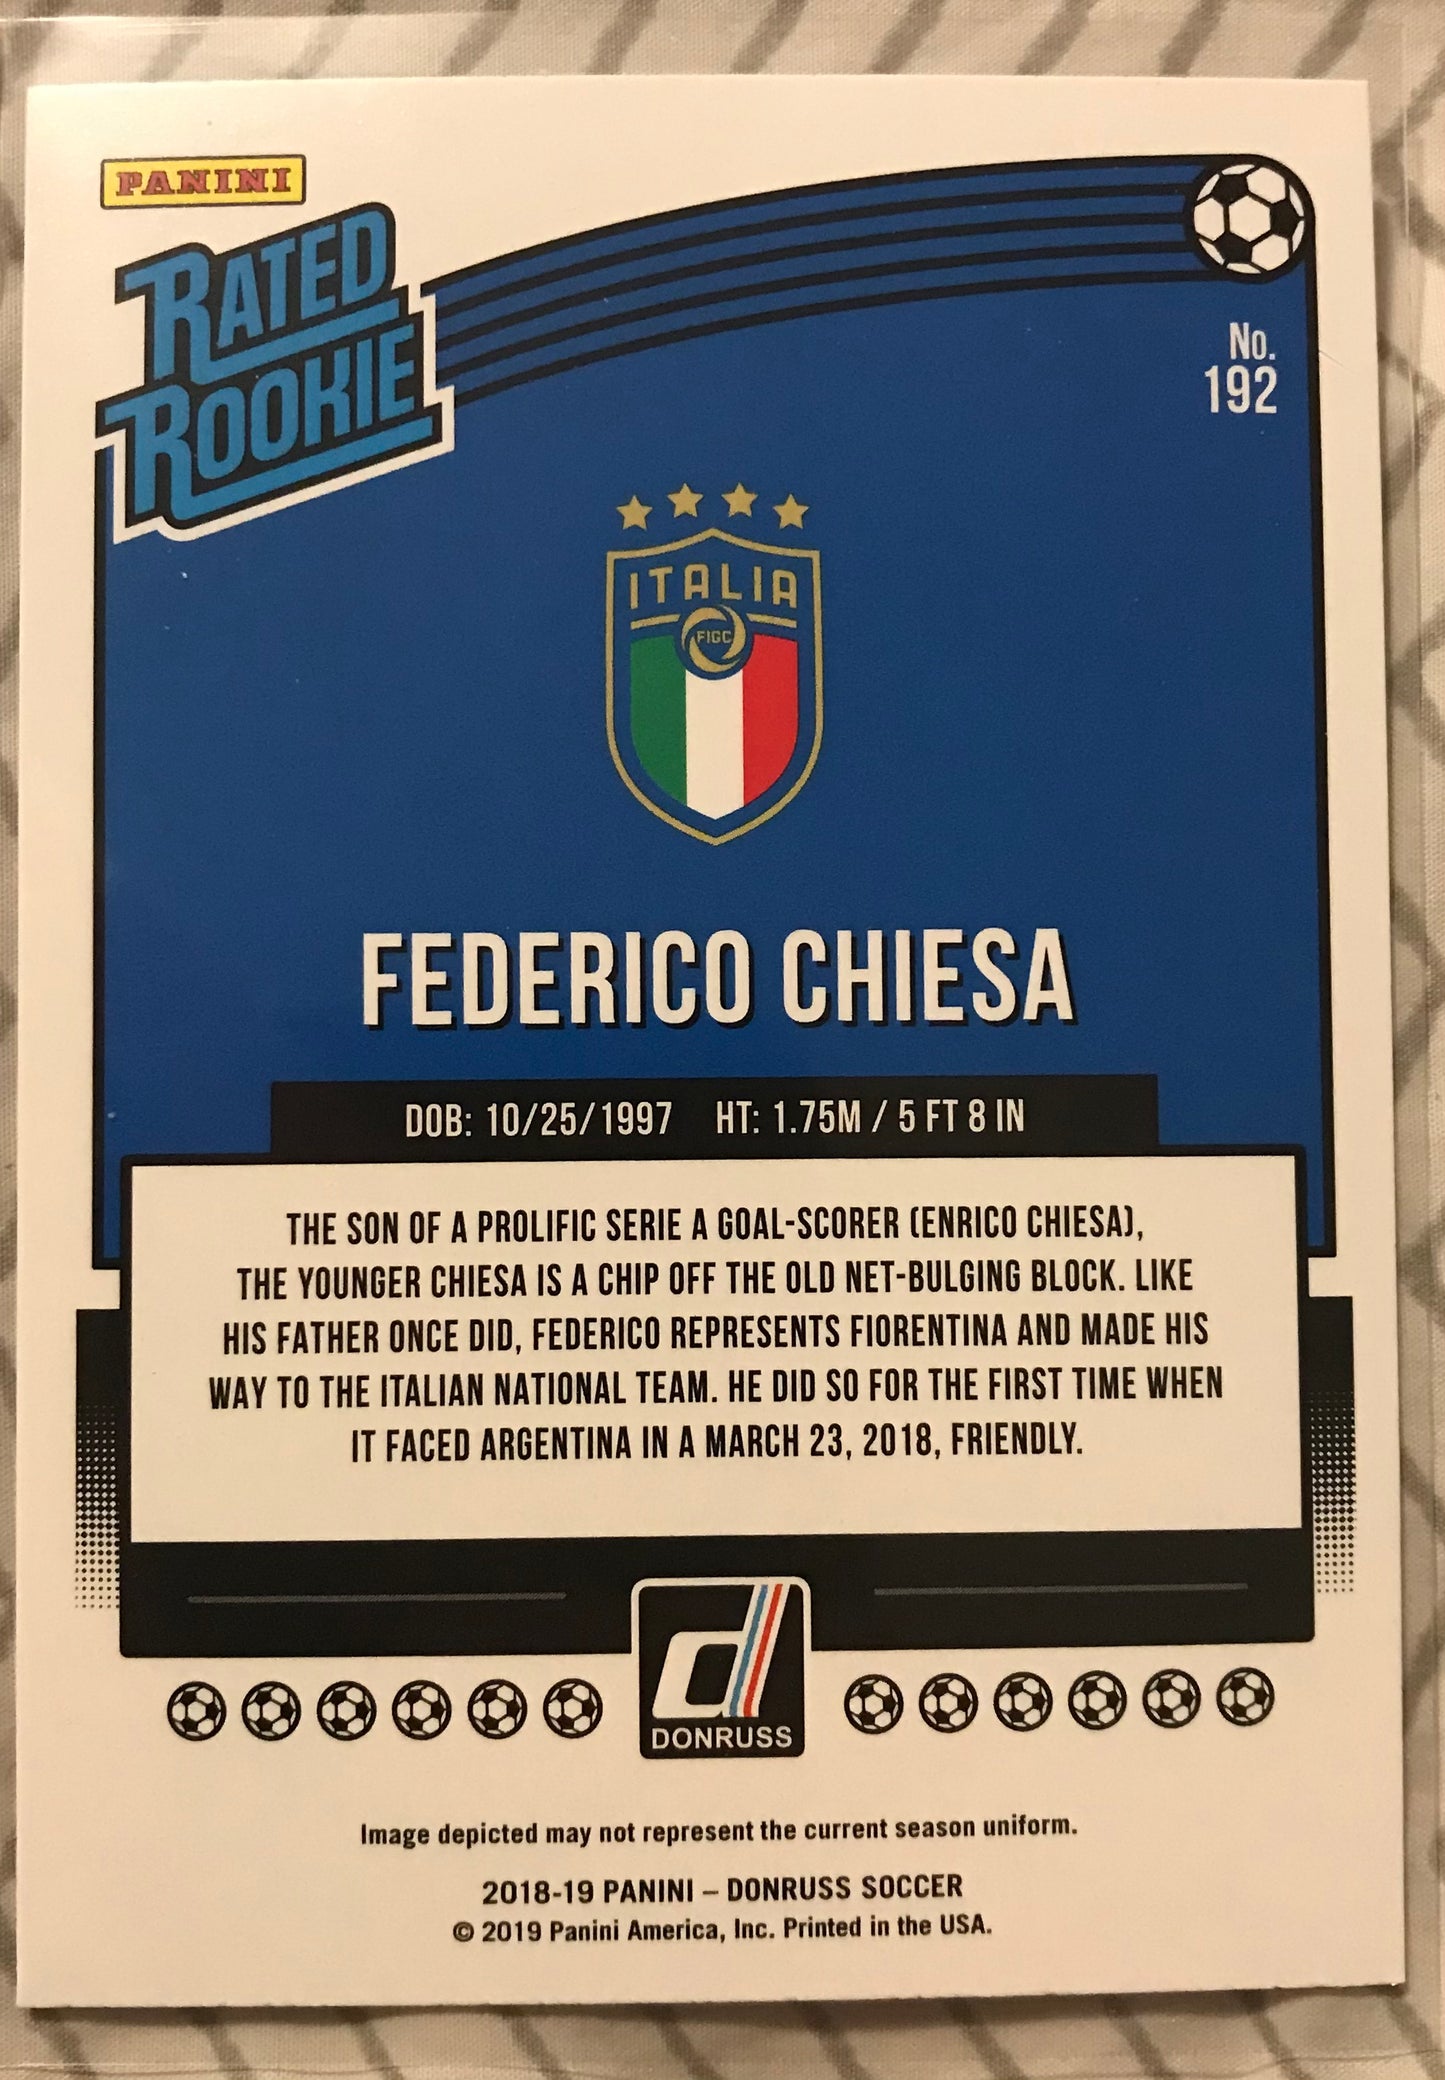 PANINI
RATED
ROOKIE
No.
192
ITALIA
FIGC
FEDERICO CHIESA
DOB: 10/25/1997 HT: 1.75M / 5 FT 8 IN
THE SON OF A PROLIFIC SERIE A GOAL-SCORER (ENRICO CHIESA),
THE YOUNGER CHIESA IS A CHIP OFF THE OLD NET-BULGING BLOCK. LIKE
HIS FATHER ONCE DID, FEDERICO REPRESENTS FIORENTINA AND MADE HIS
WAY TO THE ITALIAN NATIONAL TEAM. HE DID SO FOR THE FIRST TIME WHEN
IT FACED ARGENTINA IN A MARCH 23, 2018, FRIENDLY.
d
DONRUSS
Image depicted may not represent the current season uniform.
2018-19 PANINI – DONRUSS SOCCER
© 2019 Panini America, Inc. Printed in the USA.